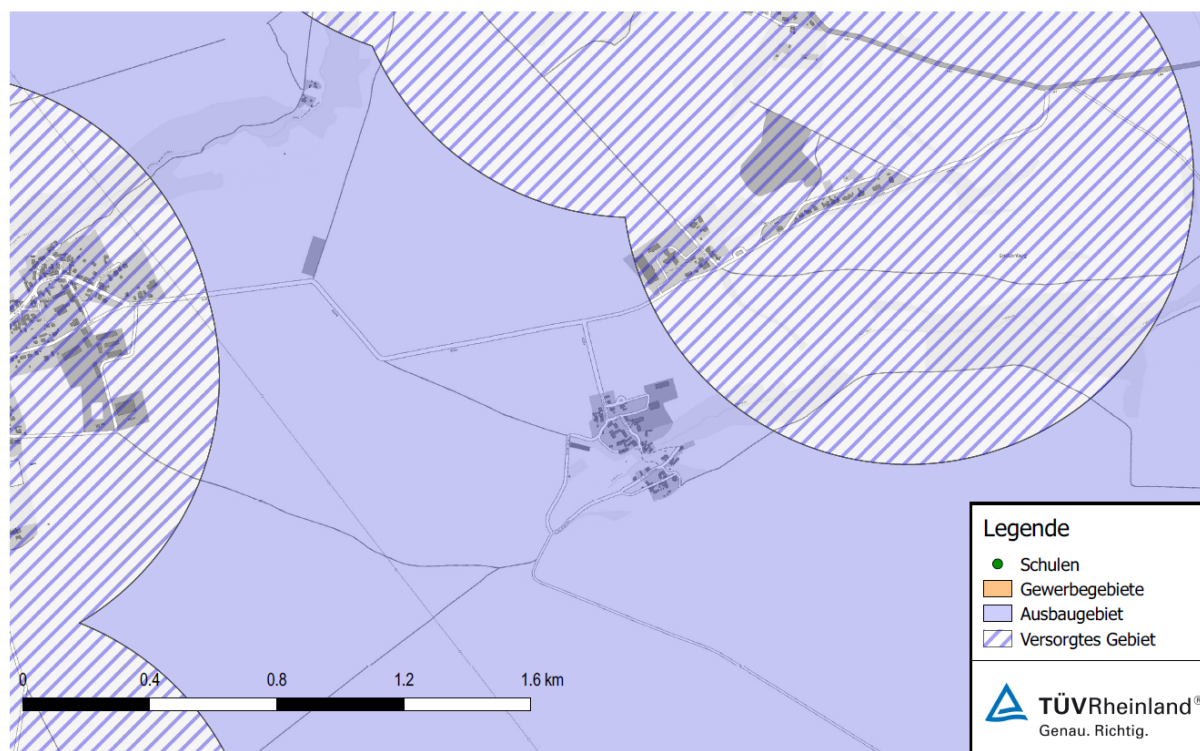 Legende
Schulen
Gewerbegebiete
Ausbaugebiet
Versorgtes Gebiet
0 0.4 0.8 1.2 1.6 km
TÜVRheinland®
Genau. Richtig.